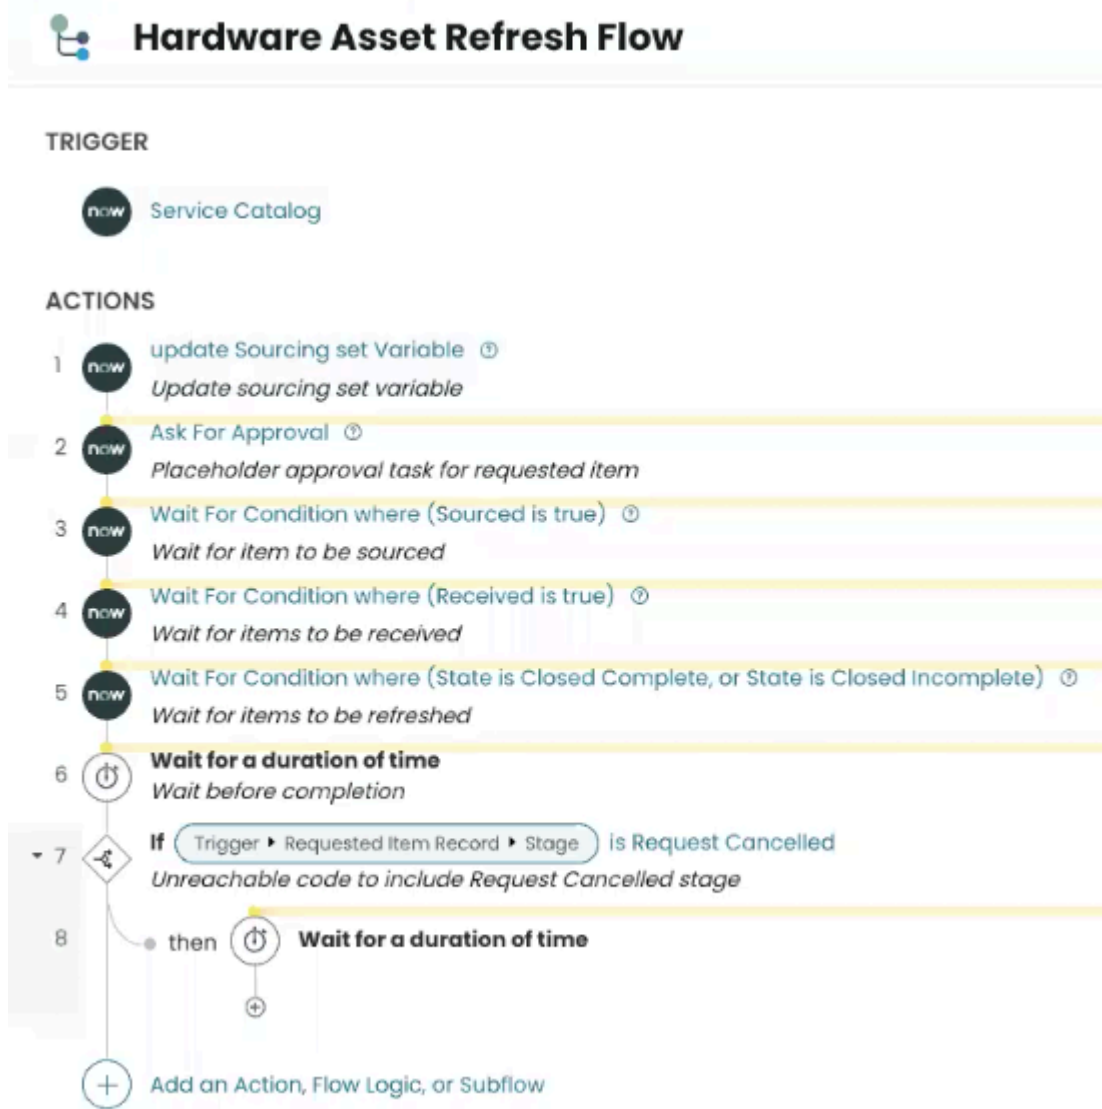 Hardware Asset Refresh Flow
TRIGGER
now Service Catalog
ACTIONS
1 now update Sourcing set Variable
Update sourcing set variable
2 now Ask For Approval
Placeholder approval task for requested item
3 now Wait For Condition where (Sourced is true)
Wait for item to be sourced
4 now Wait For Condition where (Received is true)
Wait for items to be received
5 now Wait For Condition where (State is Closed Complete, or State is Closed Incomplete)
Wait for items to be refreshed
6 Wait for a duration of time
Wait before completion
7 If Trigger ▸ Requested Item Record ▸ Stage is Request Cancelled
Unreachable code to include Request Cancelled stage
8 then Wait for a duration of time
Add an Action, Flow Logic, or Subflow